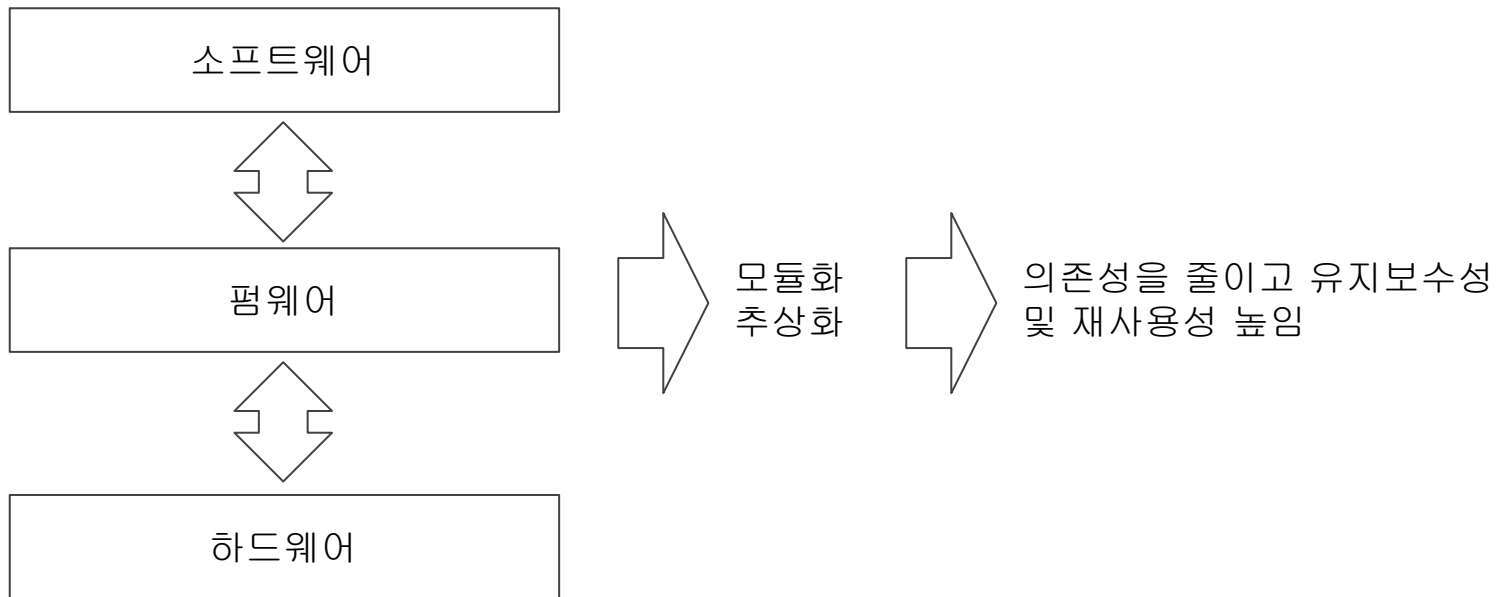 소프트웨어
펌웨어
모듈화
추상화
의존성을 줄이고 유지보수성
및 재사용성 높임
하드웨어